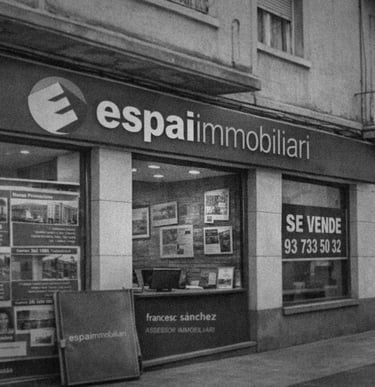 espaiimmobiliari
SE VENDE
93 733 50 32
francesc sánchez
ASSESSOR IMMOBILIARI
espaiimmobiliari